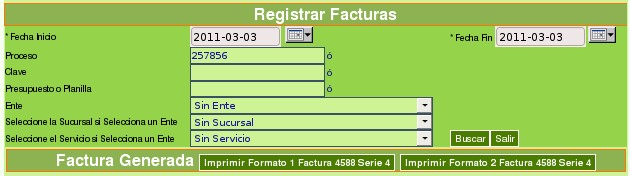 Registrar Facturas
* Fecha Inicio 2011-03-03 * Fecha Fin 2011-03-03
Proceso 257856 ó
Clave ó
Presupuesto o Planilla ó
Ente Sin Ente
Seleccione la Sucursal si Selecciona un Ente Sin Sucursal
Seleccione el Servicio si Selecciona un Ente Sin Servicio Buscar Salir
Factura Generada Imprimir Formato 1 Factura 4588 Serie 4 Imprimir Formato 2 Factura 4588 Serie 4